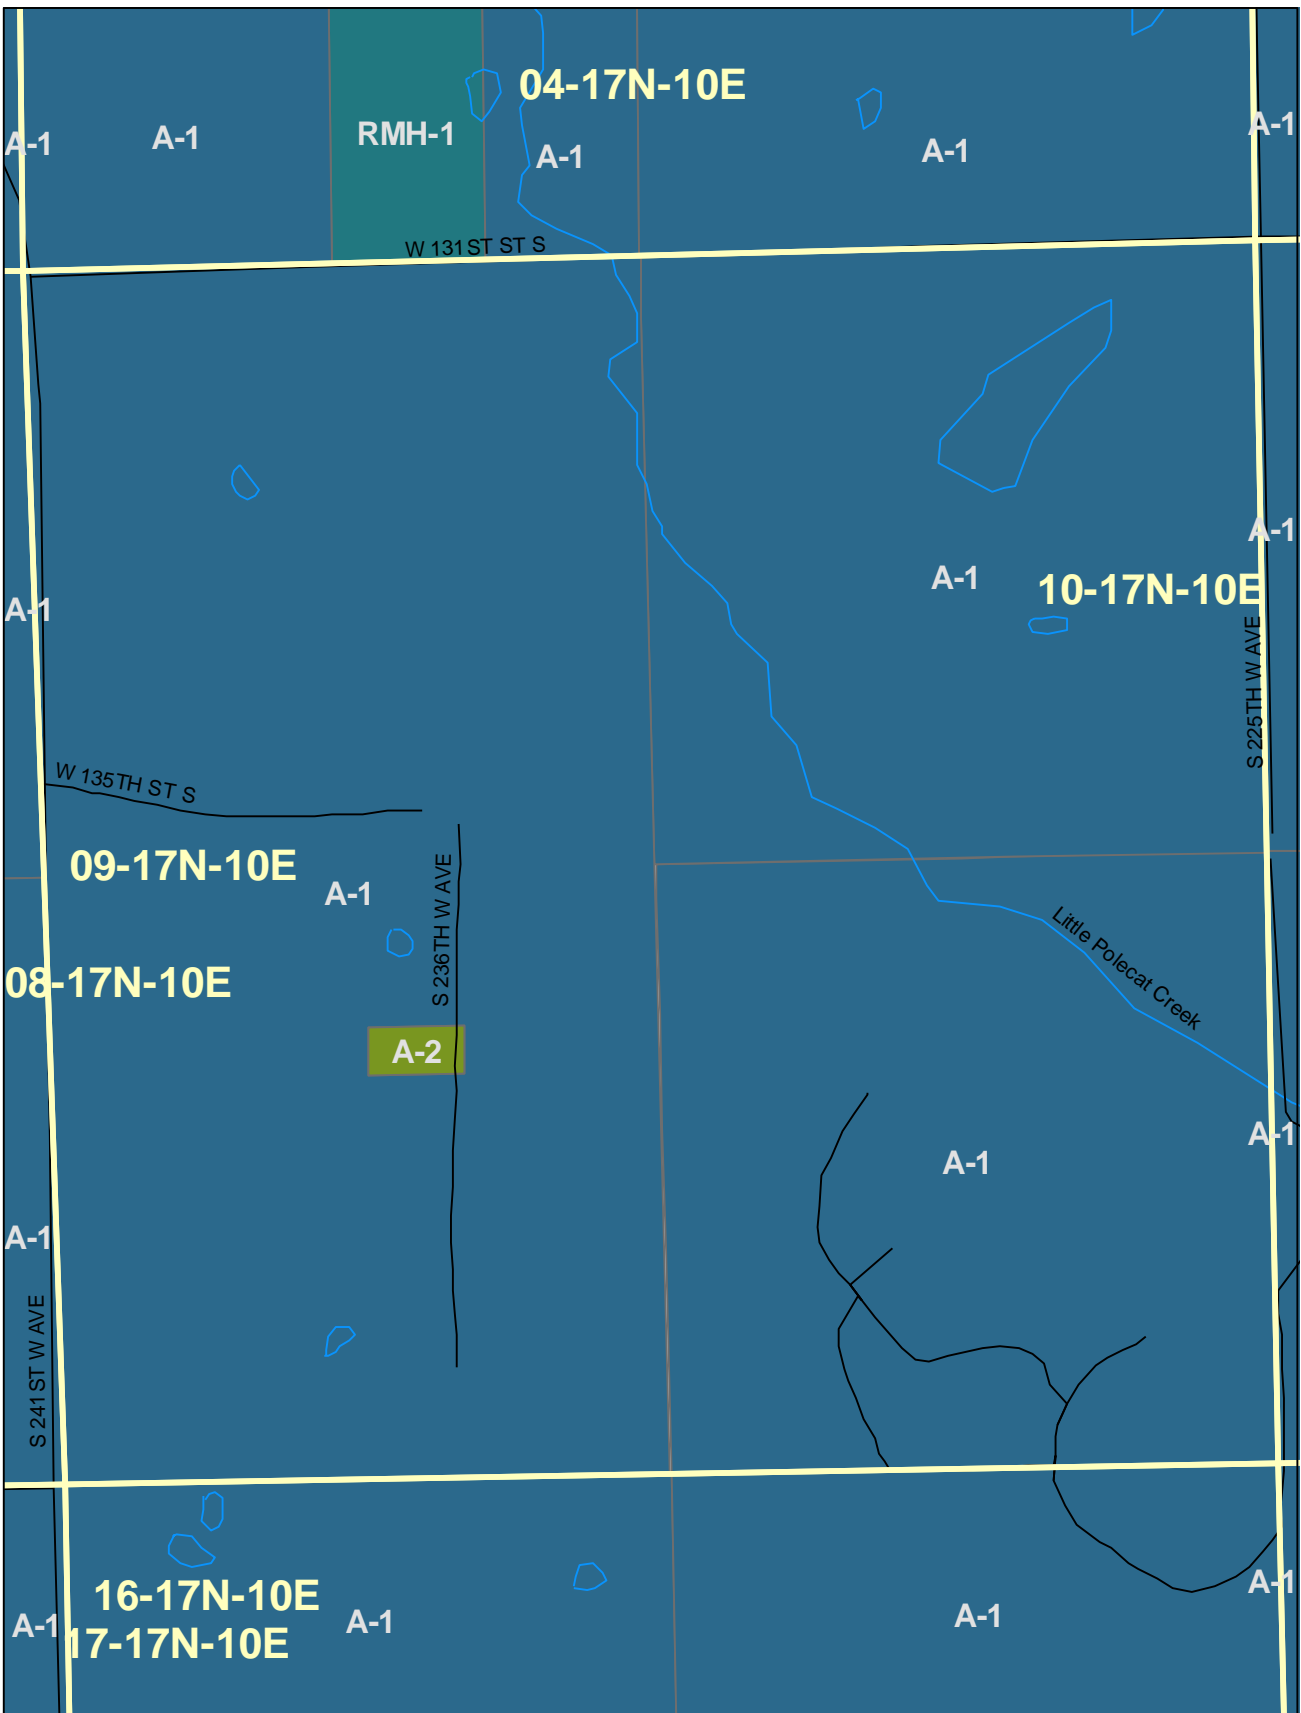 04-17N-10E
A-1
RMH-1
A-1
A-1
A-1
A-1
A-1
W 131ST ST S
A-1
A-1
10-17N-10E
A-1
S 225TH W AVE
W 135TH ST S
09-17N-10E
A-1
S 236TH W AVE
08-17N-10E
Little Polecat Creek
A-2
A-1
A-1
A-1
S 241ST W AVE
A-1
16-17N-10E
A-1
A-1
A-1
17-17N-10E